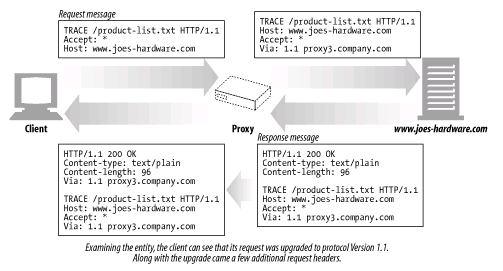 Request message
TRACE /product-list.txt HTTP/1.1
Accept: *
Host: www.joes-hardware.com
TRACE /product-list.txt HTTP/1.1
Host: www.joes-hardware.com
Accept: *
Via: 1.1 proxy3.company.com
Client
Proxy
www.joes-hardware.com
Response message
HTTP/1.1 200 OK
Content-type: text/plain
Content-length: 96
Via: 1.1 proxy3.company.com
TRACE /product-list.txt HTTP/1.1
Host: www.joes-hardware.com
Accept: *
Via: 1.1 proxy3.company.com
HTTP/1.1 200 OK
Content-type: text/plain
Content-length: 96
TRACE /product-list.txt HTTP/1.1
Host: www.joes-hardware.com
Accept: *
Via: 1.1 proxy3.company.com
Examining the entity, the client can see that its request was upgraded to protocol Version 1.1.
Along with the upgrade came a few additional request headers.